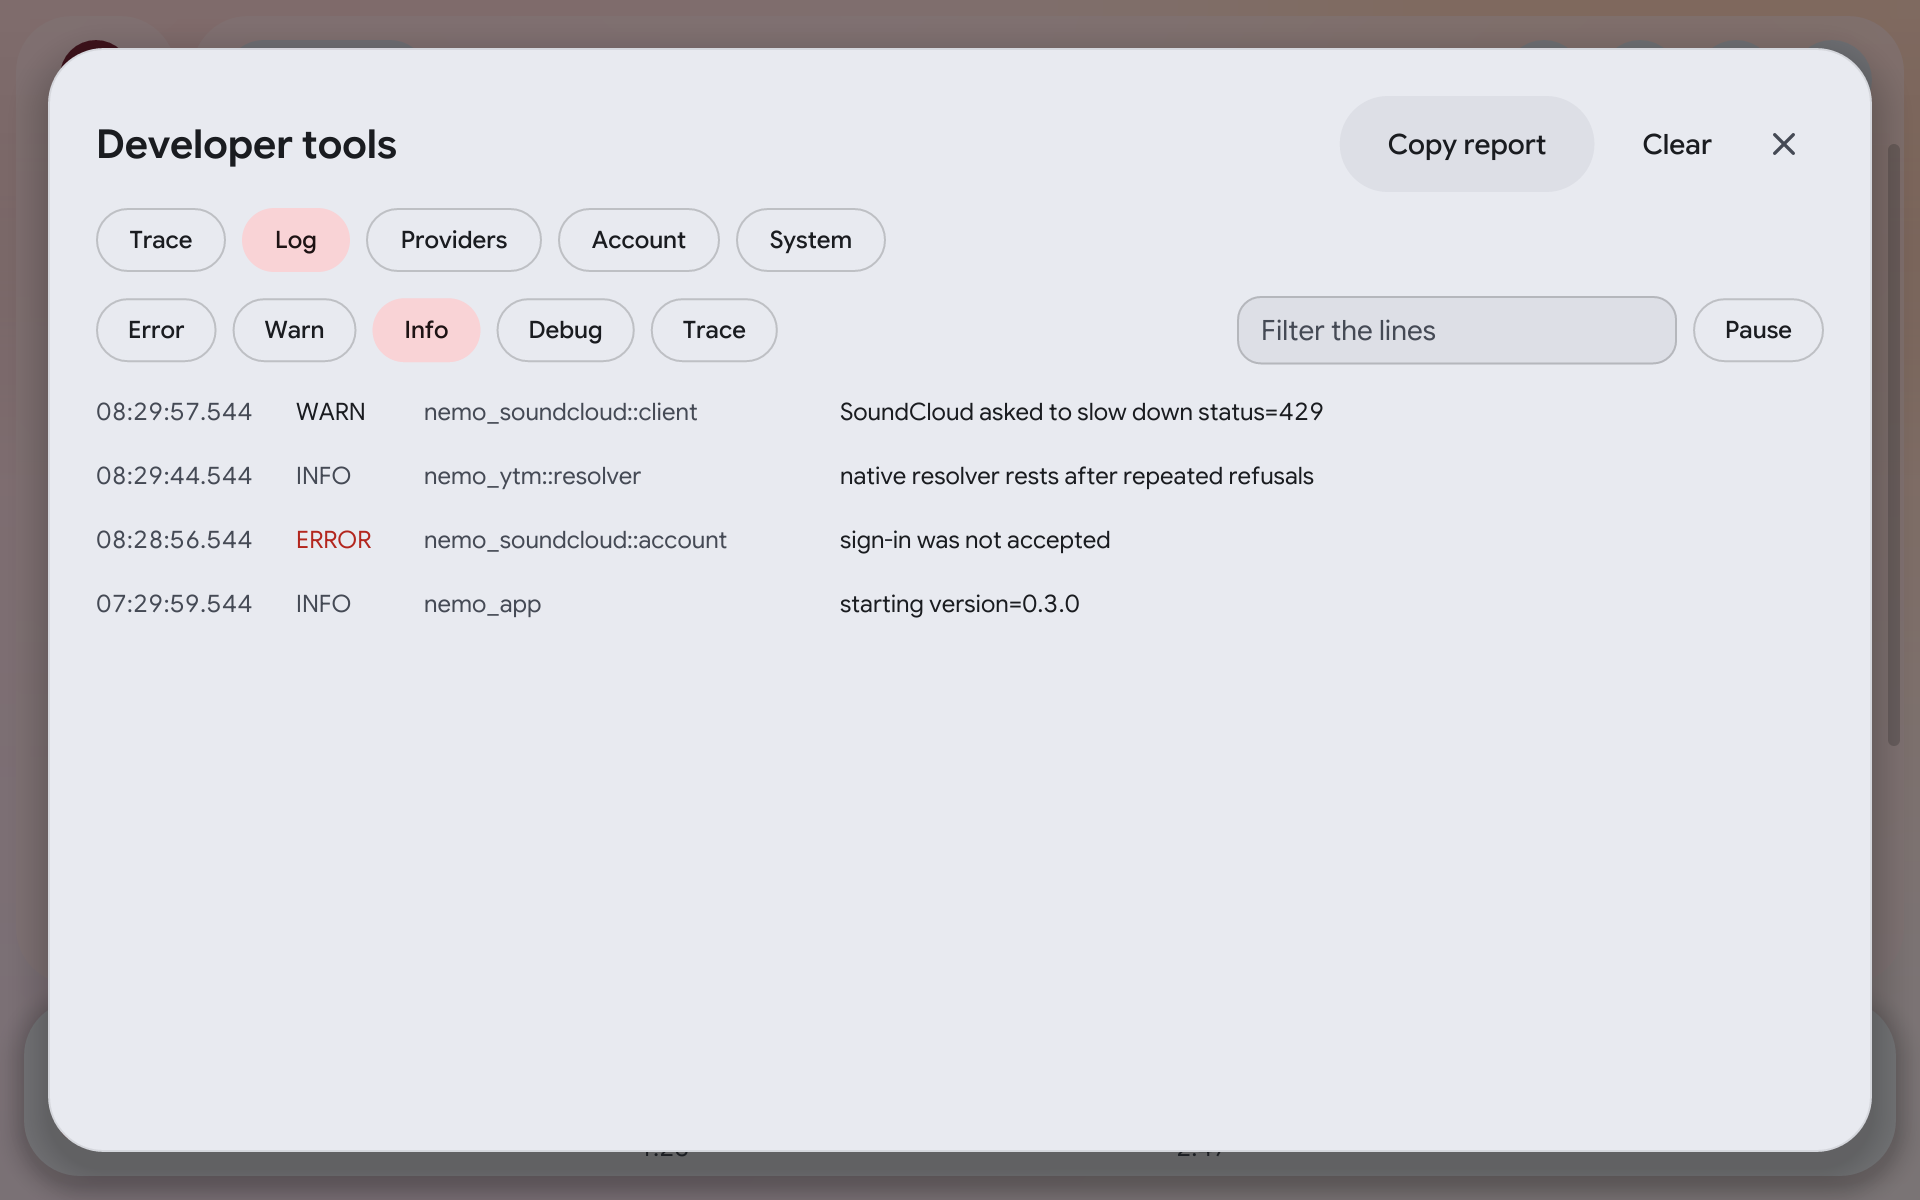 Developer tools
Copy report
Clear
Trace
Log
Providers
Account
System
Error
Warn
Info
Debug
Trace
Filter the lines
Pause
08:29:57.544 WARN nemo_soundcloud::client SoundCloud asked to slow down status=429
08:29:44.544 INFO nemo_ytm::resolver native resolver rests after repeated refusals
08:28:56.544 ERROR nemo_soundcloud::account sign-in was not accepted
07:29:59.544 INFO nemo_app starting version=0.3.0